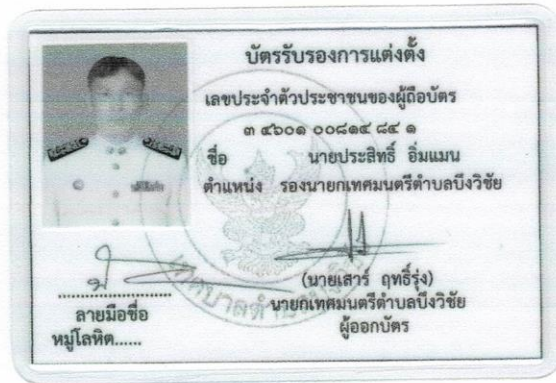 บัตรรับรองการแต่งตั้ง
เลขประจำตัวประชาชนของผู้ถือบัตร
๓ ๔๖๐๑ ๐๐๘๑๙ ๘๙ ๑
ชื่อ นายประสิทธิ์ อิ่มแมน
ตำแหน่ง รองนายกเทศมนตรีตำบลบึงวิชัย
(นายเสาร์ ฤทธิ์รุ่ง)
นายกเทศมนตรีตำบลบึงวิชัย
ผู้ออกบัตร
ลายมือชื่อ
หมู่โลหิต......